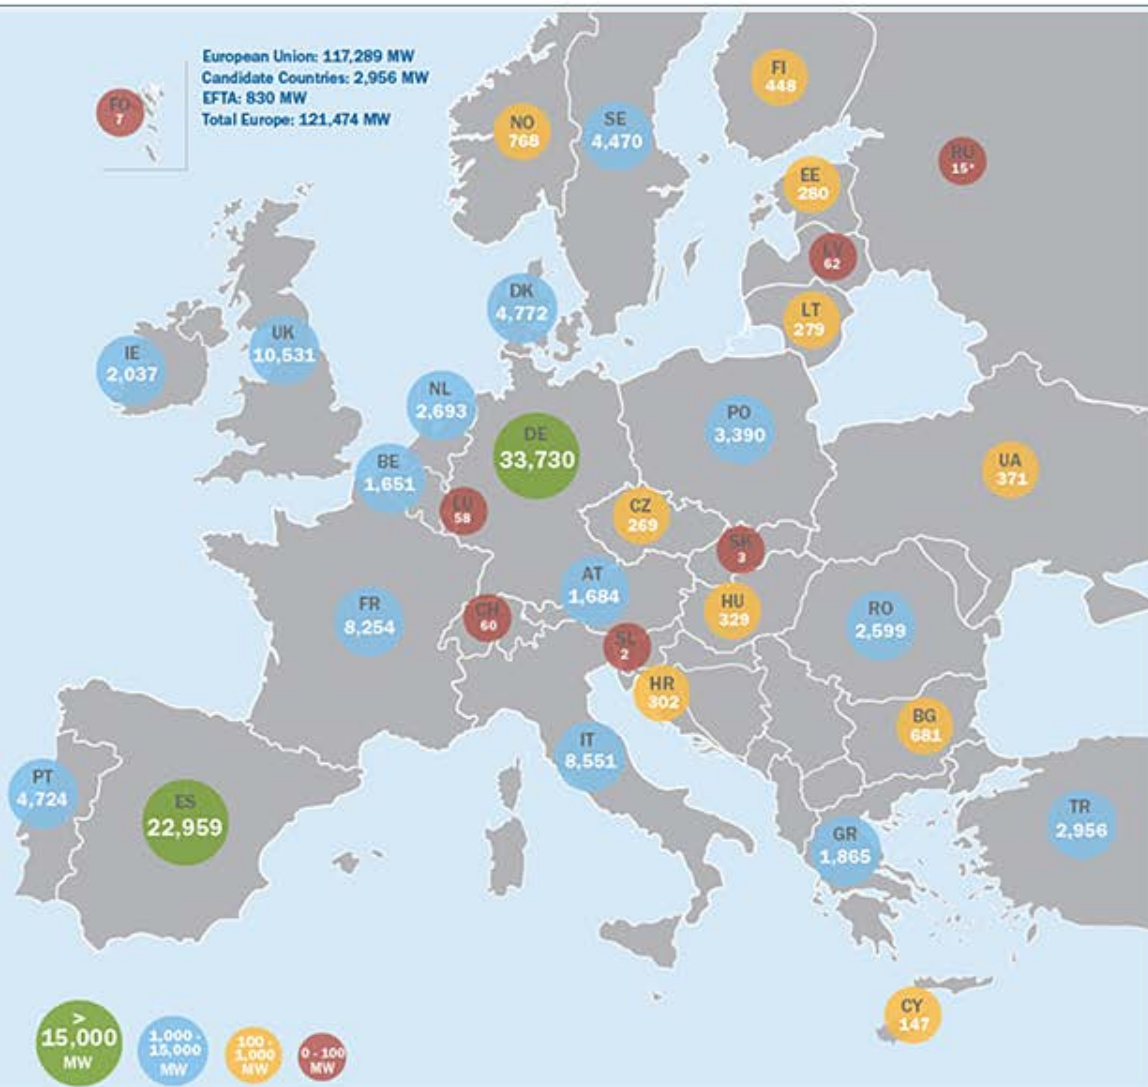 European Union: 117,289 MW
Candidate Countries: 2,956 MW
EFTA: 830 MW
Total Europe: 121,474 MW
FO
7
FI
448
NO
768
SE
4,470
RU
15*
EE
280
LV
62
DK
4,772
LT
279
UK
10,531
IE
2,037
NL
2,693
PO
3,390
DE
33,730
BE
1,651
UA
371
LU
58
CZ
269
SK
3
AT
1,684
FR
8,254
CH
60
HU
329
RO
2,599
SL
2
HR
302
BG
681
IT
8,551
PT
4,724
ES
22,959
TR
2,956
GR
1,865
CY
147
>
15,000
MW
1,000 -
15,000
MW
100 -
1,000
MW
0 - 100
MW